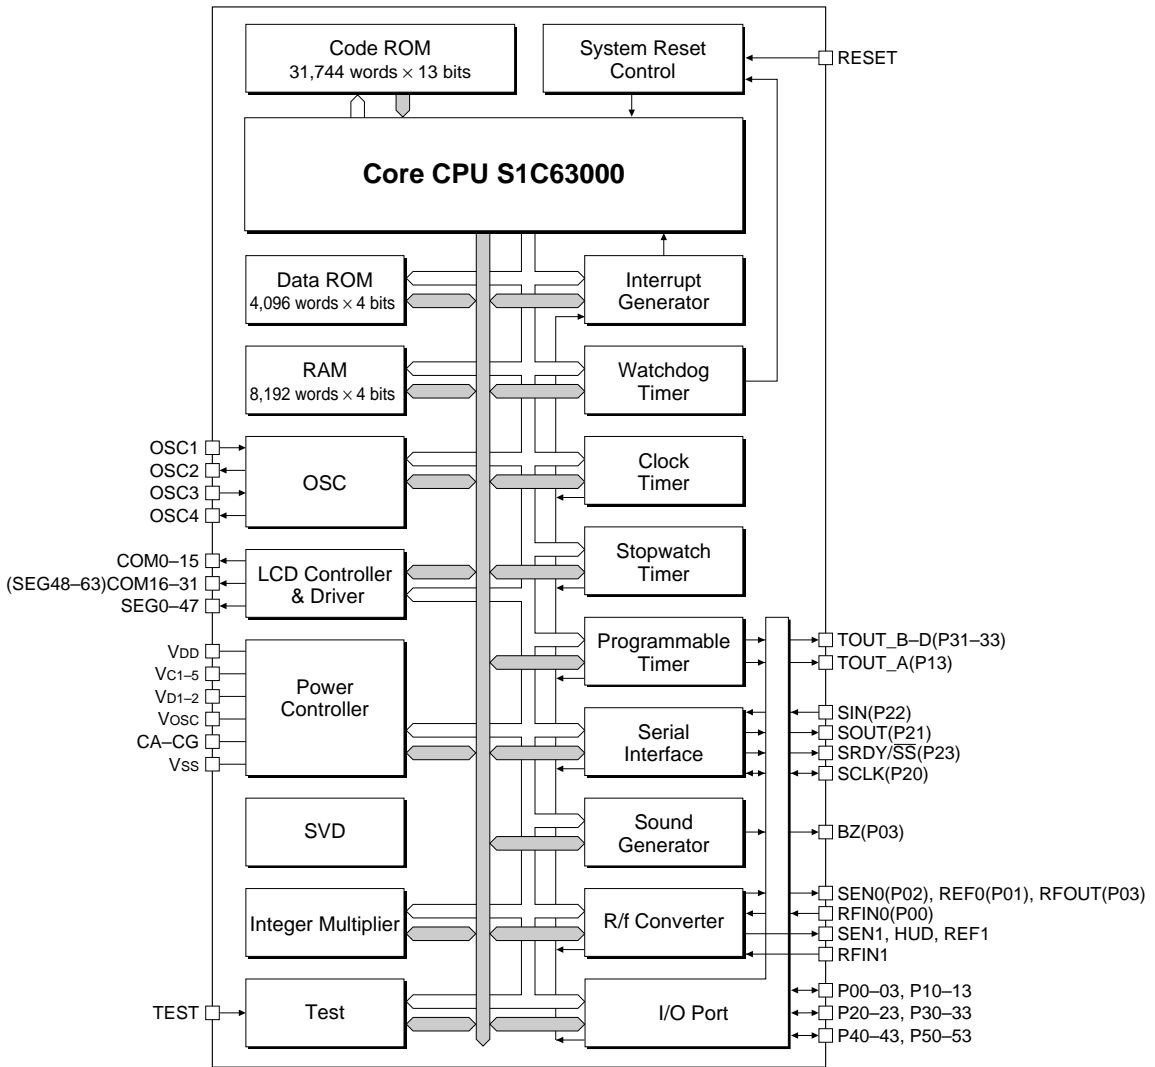 Code ROM
31,744 words × 13 bits
System Reset
Control
RESET
Core CPU S1C63000
Data ROM
4,096 words × 4 bits
Interrupt
Generator
RAM
8,192 words × 4 bits
Watchdog
Timer
OSC1
OSC2
OSC3
OSC4
OSC
Clock
Timer
COM0–15
(SEG48–63)COM16–31
SEG0–47
LCD Controller
& Driver
Stopwatch
Timer
Programmable
Timer
TOUT_B–D(P31–33)
TOUT_A(P13)
VDD
VC1–5
VD1–2
VOSC
CA–CG
VSS
Power
Controller
Serial
Interface
SIN(P22)
SOUT(P21)
SRDY/S̅S̅(P23)
SCLK(P20)
SVD
Sound
Generator
BZ(P03)
Integer Multiplier
R/f Converter
SEN0(P02), REF0(P01), RFOUT(P03)
RFIN0(P00)
SEN1, HUD, REF1
RFIN1
TEST
Test
I/O Port
P00–03, P10–13
P20–23, P30–33
P40–43, P50–53